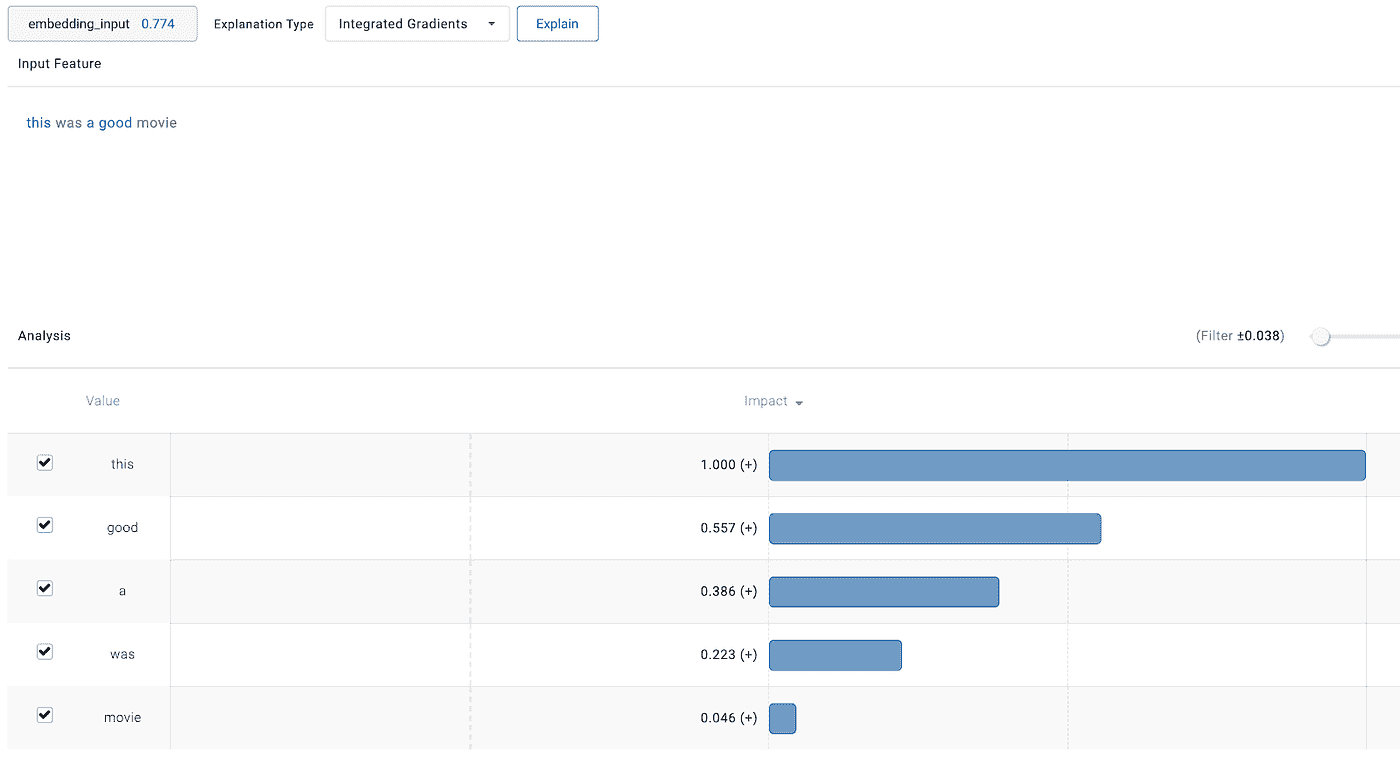 embedding_input 0.774 Explanation Type Integrated Gradients Explain
Input Feature
this was a good movie
Analysis (Filter ±0.038)
Value Impact
this 1.000 (+)
good 0.557 (+)
a 0.386 (+)
was 0.223 (+)
movie 0.046 (+)